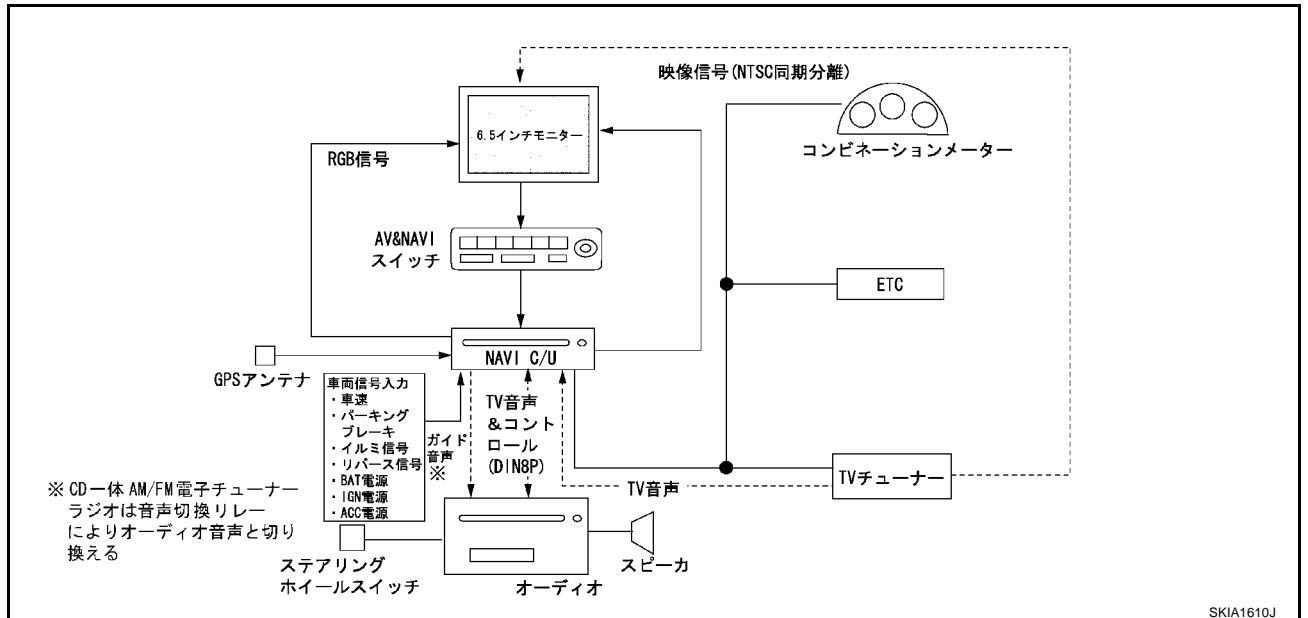 映像信号(NTSC同期分離)
6.5インチモニター
コンビネーションメーター
RGB信号
AV&NAVI
スイッチ
ETC
NAVI C/U
GPSアンテナ
車両信号入力
・車速
・パーキング
ブレーキ
・イルミ信号
・リバース信号
・BAT電源
・IGN電源
・ACC電源
ガイド
音声
※
TV音声
&コント
ロール
(DIN8P)
TV音声
TVチューナー
※ CD一体 AM/FM電子チューナー
ラジオは音声切換リレー
によりオーディオ音声と切り
換える
ステアリング
ホイールスイッチ
オーディオ
スピーカ
SKIA1610J